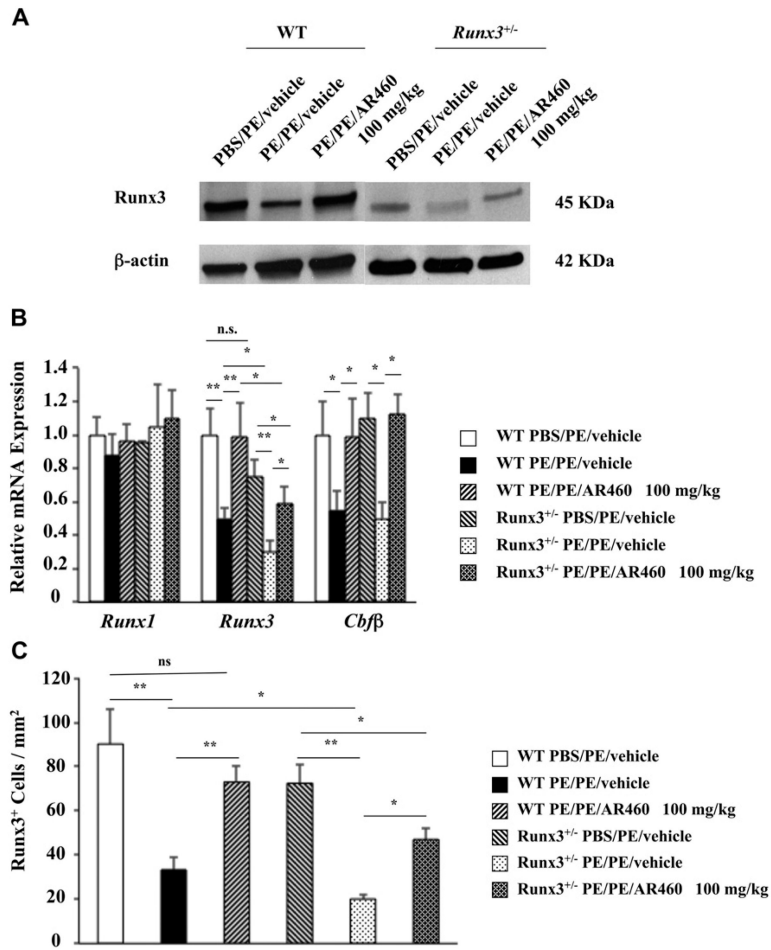 A
WT
Runx3+/-
PBS/PE/vehicle
PE/PE/vehicle
PE/PE/AR460
100 mg/kg
PBS/PE/vehicle
PE/PE/vehicle
PE/PE/AR460
100 mg/kg
Runx3
45 KDa
β-actin
42 KDa
B
Relative mRNA Expression
1.4
1.2
1.0
0.8
0.6
0.4
0.2
0
n.s.
*
** ** *
*
**
*
* * * *
Runx1 Runx3 Cbfβ
WT PBS/PE/vehicle
WT PE/PE/vehicle
WT PE/PE/AR460 100 mg/kg
Runx3+/- PBS/PE/vehicle
Runx3+/- PE/PE/vehicle
Runx3+/- PE/PE/AR460 100 mg/kg
C
Runx3+ Cells / mm2
120
100
80
60
40
20
0
ns
** *
*
** **
*
WT PBS/PE/vehicle
WT PE/PE/vehicle
WT PE/PE/AR460 100 mg/kg
Runx3+/- PBS/PE/vehicle
Runx3+/- PE/PE/vehicle
Runx3+/- PE/PE/AR460 100 mg/kg